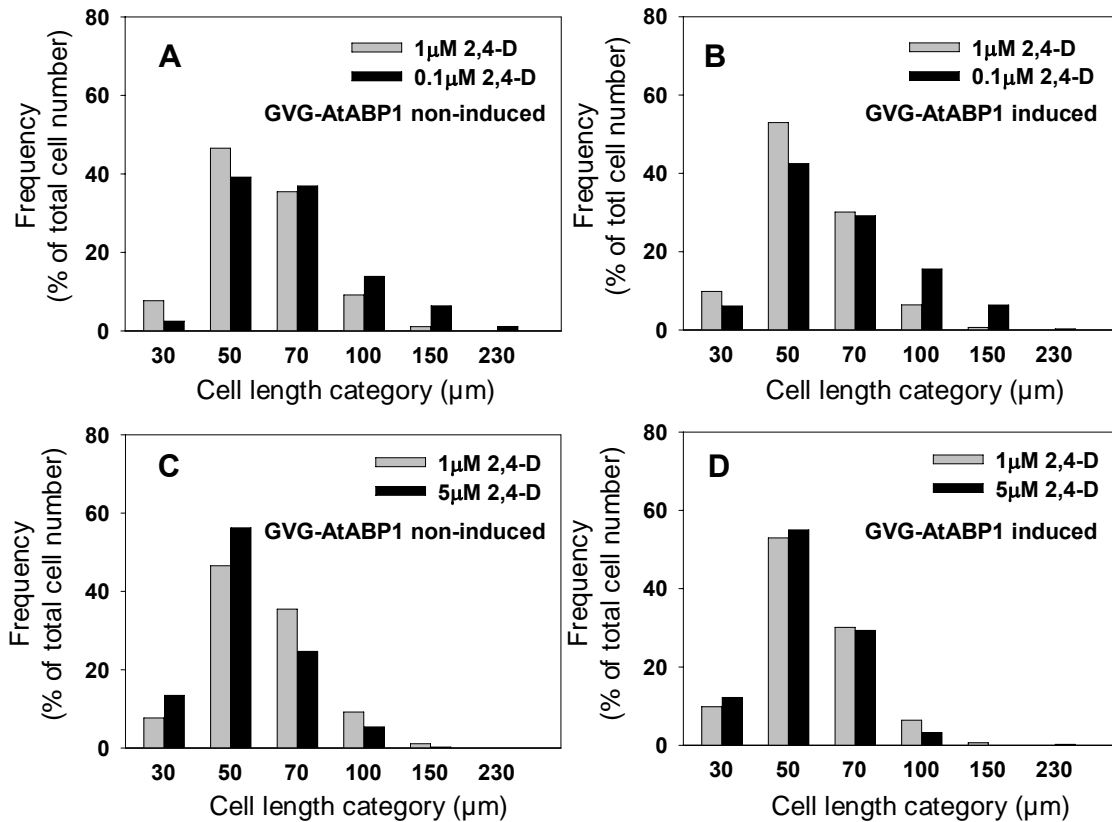 A
1µM 2,4-D
0.1µM 2,4-D
GVG-AtABP1 non-induced
Frequency
(% of total cell number)
80
60
40
20
0
30 50 70 100 150 230
Cell length category (µm)
B
1µM 2,4-D
0.1µM 2,4-D
GVG-AtABP1 induced
Frequency
(% of totl cell number)
80
60
40
20
0
30 50 70 100 150 230
Cell length category (µm)
C
1µM 2,4-D
5µM 2,4-D
GVG-AtABP1 non-induced
Frequency
(% of total cell number)
80
60
40
20
0
30 50 70 100 150 230
Cell length category (µm)
D
1µM 2,4-D
5µM 2,4-D
GVG-AtABP1 induced
Frequency
(% of total cell number)
80
60
40
20
0
30 50 70 100 150 230
Cell length category (µm)